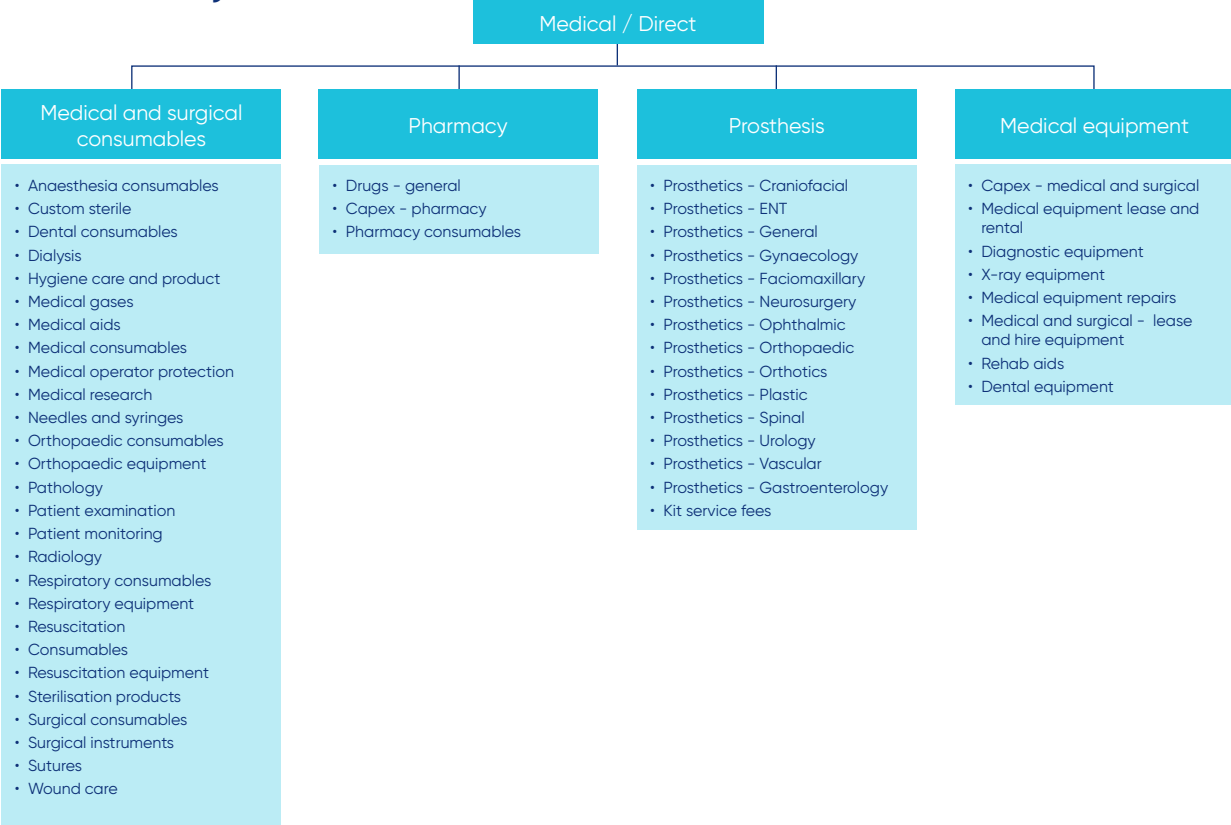 Medical / Direct
Medical and surgical
consumables
• Anaesthesia consumables
• Custom sterile
• Dental consumables
• Dialysis
• Hygiene care and product
• Medical gases
• Medical aids
• Medical consumables
• Medical operator protection
• Medical research
• Needles and syringes
• Orthopaedic consumables
• Orthopaedic equipment
• Pathology
• Patient examination
• Patient monitoring
• Radiology
• Respiratory consumables
• Respiratory equipment
• Resuscitation
• Consumables
• Resuscitation equipment
• Sterilisation products
• Surgical consumables
• Surgical instruments
• Sutures
• Wound care
Pharmacy
• Drugs - general
• Capex - pharmacy
• Pharmacy consumables
Prosthesis
• Prosthetics - Craniofacial
• Prosthetics - ENT
• Prosthetics - General
• Prosthetics - Gynaecology
• Prosthetics - Faciomaxillary
• Prosthetics - Neurosurgery
• Prosthetics - Ophthalmic
• Prosthetics - Orthopaedic
• Prosthetics - Orthotics
• Prosthetics - Plastic
• Prosthetics - Spinal
• Prosthetics - Urology
• Prosthetics - Vascular
• Prosthetics - Gastroenterology
• Kit service fees
Medical equipment
• Capex - medical and surgical
• Medical equipment lease and
rental
• Diagnostic equipment
• X-ray equipment
• Medical equipment repairs
• Medical and surgical - lease
and hire equipment
• Rehab aids
• Dental equipment